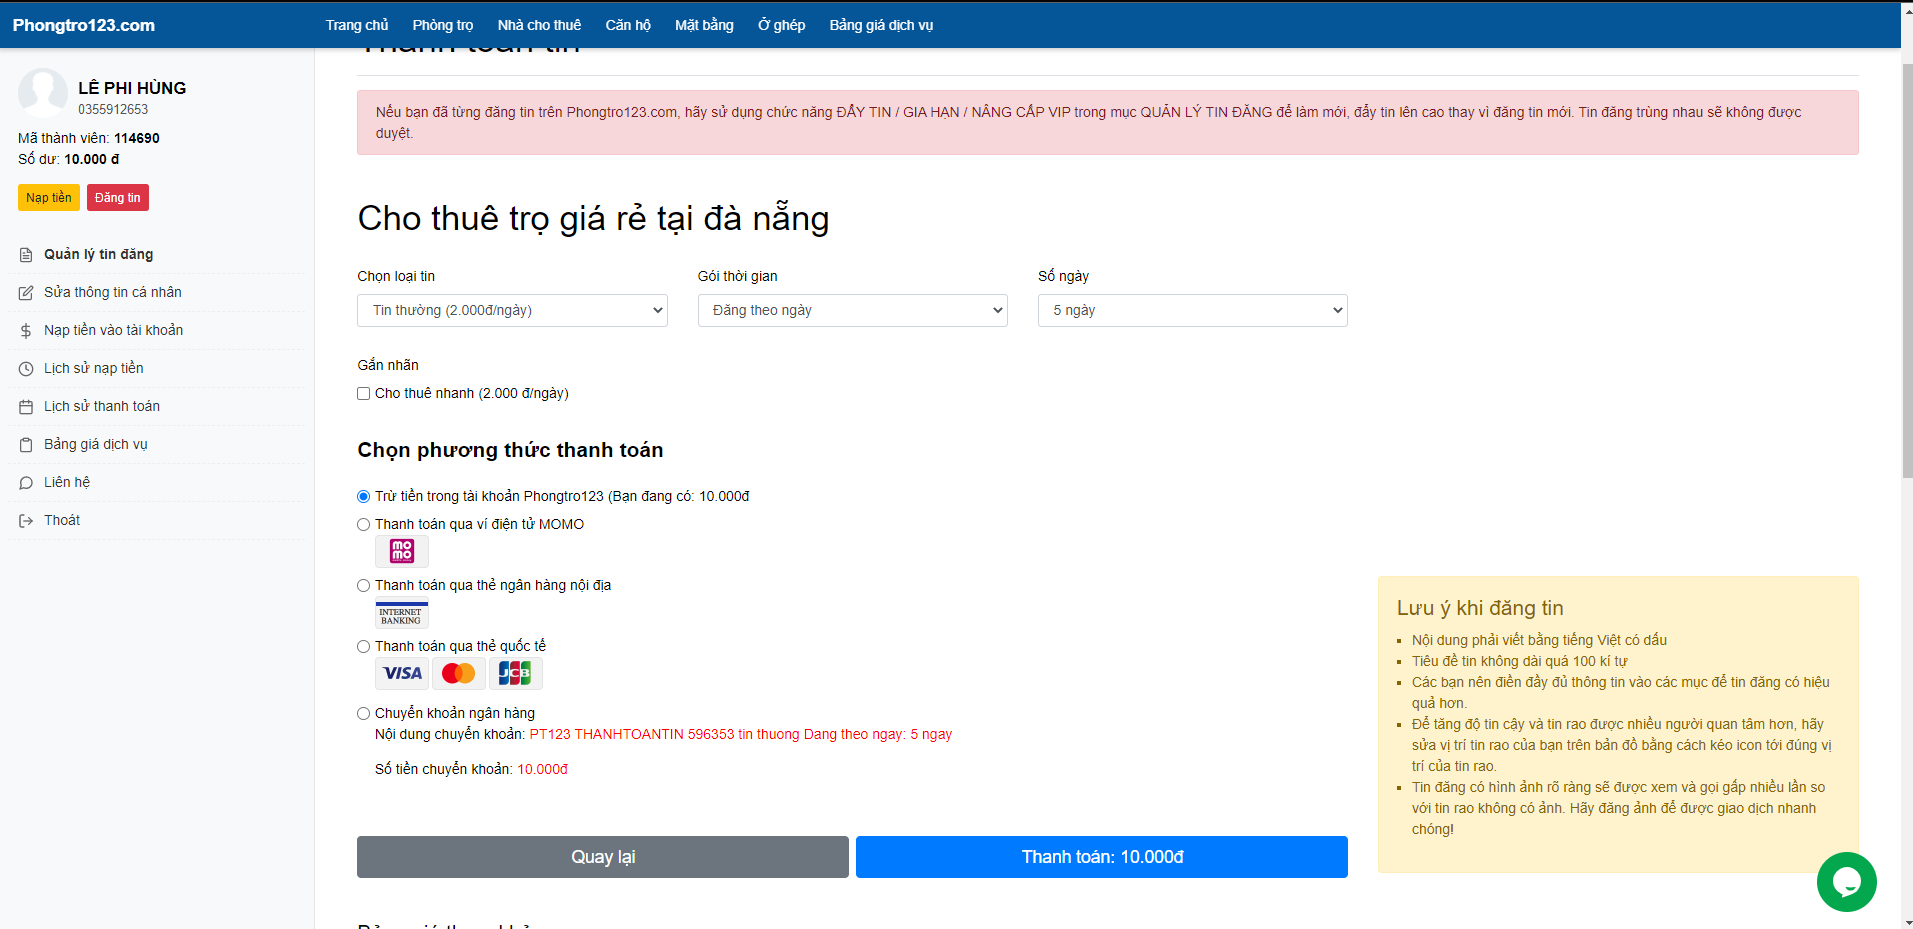 Phongtro123.com
Trang chủ
Phòng trọ
Nhà cho thuê
Căn hộ
Mặt bằng
Ở ghép
Bảng giá dịch vụ
Thanh toán tin
LÊ PHI HÙNG
0355912653
Mã thành viên: 114690
Số dư: 10.000 đ
Nạp tiền
Đăng tin
Quản lý tin đăng
Sửa thông tin cá nhân
Nạp tiền vào tài khoản
Lịch sử nạp tiền
Lịch sử thanh toán
Bảng giá dịch vụ
Liên hệ
Thoát
Nếu bạn đã từng đăng tin trên Phongtro123.com, hãy sử dụng chức năng ĐẨY TIN / GIA HẠN / NÂNG CẤP VIP trong mục QUẢN LÝ TIN ĐĂNG để làm mới, đẩy tin lên cao thay vì đăng tin mới. Tin đăng trùng nhau sẽ không được
duyệt.
Cho thuê trọ giá rẻ tại đà nẵng
Chọn loại tin
Gói thời gian
Số ngày
Tin thường (2.000đ/ngày)
Đăng theo ngày
5 ngày
Gắn nhãn
Cho thuê nhanh (2.000 đ/ngày)
Chọn phương thức thanh toán
Trừ tiền trong tài khoản Phongtro123 (Bạn đang có: 10.000đ
Thanh toán qua ví điện tử MOMO
mo
mo
Thanh toán qua thẻ ngân hàng nội địa
INTERNET
BANKING
Thanh toán qua thẻ quốc tế
VISA
JCB
Chuyển khoản ngân hàng
Nội dung chuyển khoản: PT123 THANHTOANTIN 596353 tin thuong Dang theo ngay: 5 ngay
Số tiền chuyển khoản: 10.000đ
Quay lại
Thanh toán: 10.000đ
Lưu ý khi đăng tin
Nội dung phải viết bằng tiếng Việt có dấu
Tiêu đề tin không dài quá 100 kí tự
Các bạn nên điền đầy đủ thông tin vào các mục để tin đăng có hiệu
quả hơn.
Để tăng độ tin cậy và tin rao được nhiều người quan tâm hơn, hãy
sửa vị trí tin rao của bạn trên bản đồ bằng cách kéo icon tới đúng vị
trí của tin rao.
Tin đăng có hình ảnh rõ ràng sẽ được xem và gọi gấp nhiều lần so
với tin rao không có ảnh. Hãy đăng ảnh để được giao dịch nhanh
chóng!